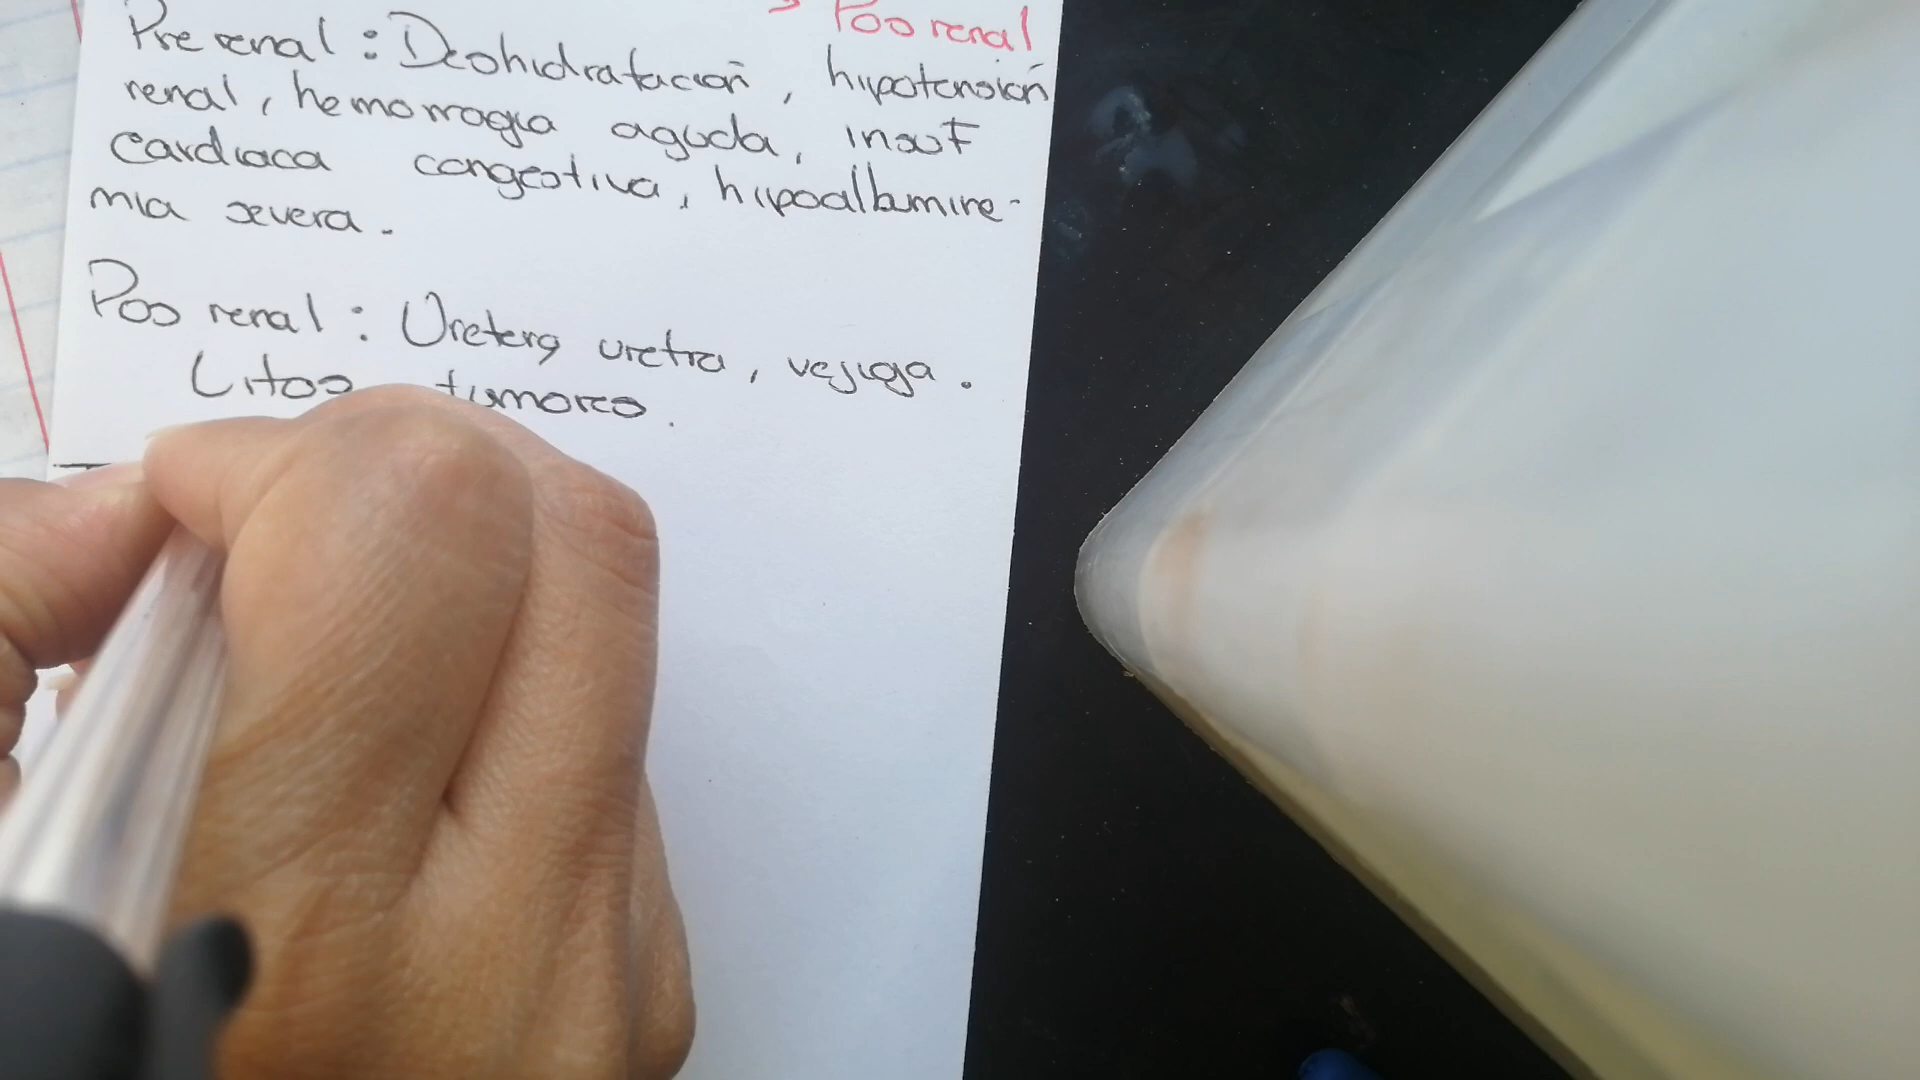 Pos renal
Pre renal : Deshidratación, hipotensión
renal, hemorragia aguda, insuf
cardiaca congestiva, hipoalbumine-
mia severa.
Pos renal : Uretero, uretra, vejiga.
Litos tumores.